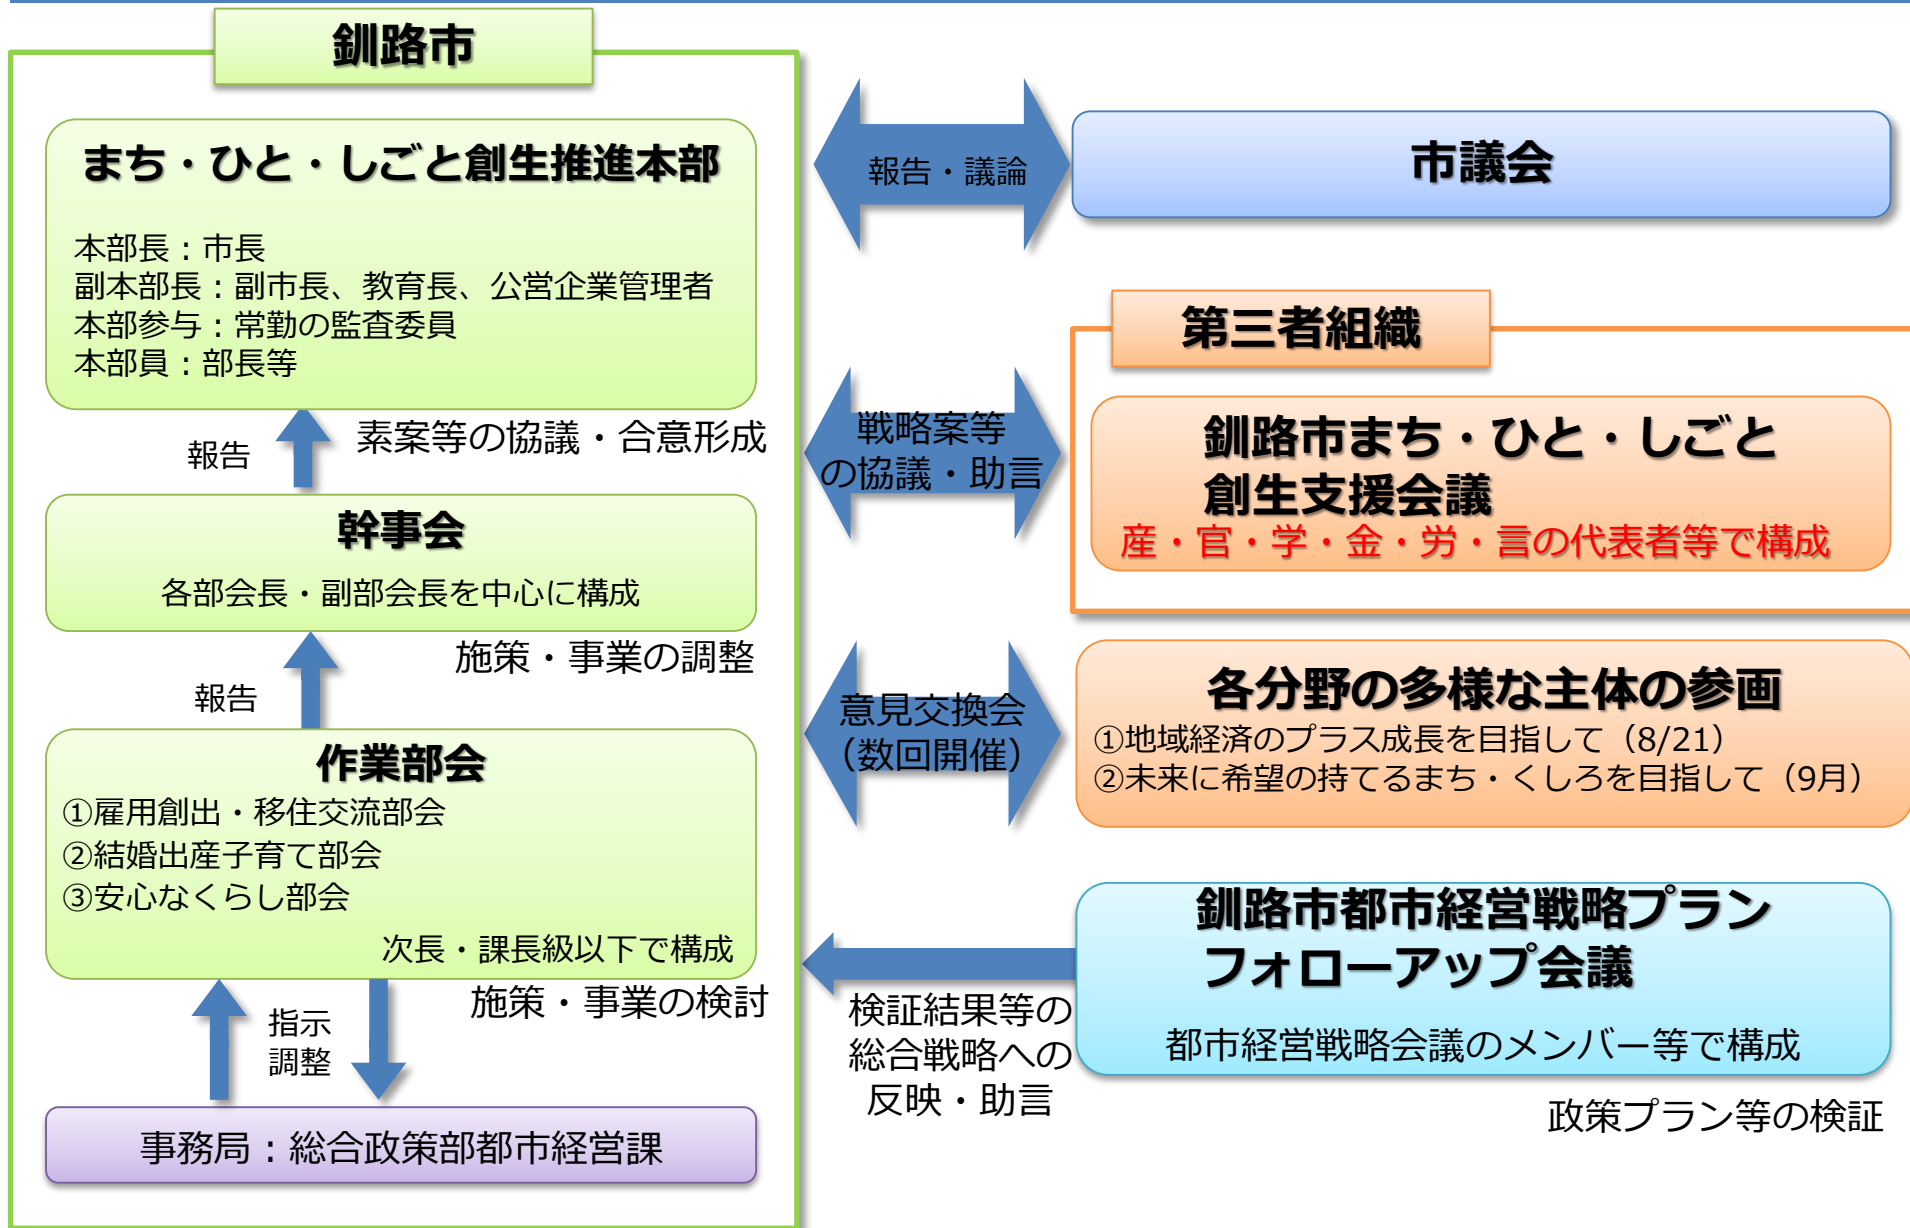 釧路市
まち・ひと・しごと創生推進本部
本部長：市長
副本部長：副市長、教育長、公営企業管理者
本部参与：常勤の監査委員
本部員：部長等
報告
素案等の協議・合意形成
幹事会
各部会長・副部会長を中心に構成
施策・事業の調整
報告
作業部会
①雇用創出・移住交流部会
②結婚出産子育て部会
③安心なくらし部会
次長・課長級以下で構成
施策・事業の検討
指示
調整
事務局：総合政策部都市経営課
報告・議論
市議会
第三者組織
戦略案等
の協議・助言
釧路市まち・ひと・しごと
創生支援会議
産・官・学・金・労・言の代表者等で構成
意見交換会
（数回開催）
各分野の多様な主体の参画
①地域経済のプラス成長を目指して（8/21）
②未来に希望の持てるまち・くしろを目指して（9月）
釧路市都市経営戦略プラン
フォローアップ会議
都市経営戦略会議のメンバー等で構成
検証結果等の
総合戦略への
反映・助言
政策プラン等の検証